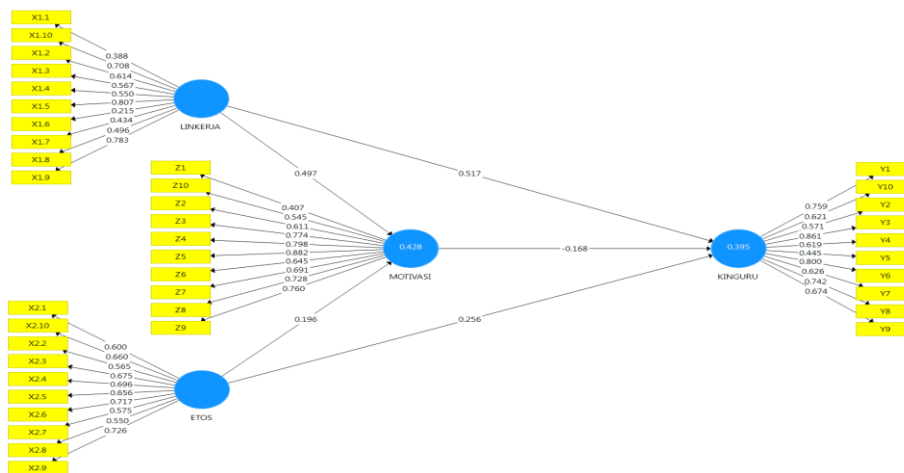 X1.1
X1.10
X1.2
X1.3
X1.4
X1.5
X1.6
X1.7
X1.8
X1.9
0.388
0.708
0.614
0.567
0.550
0.807
0.215
0.434
0.496
0.783
LINKERJA
0.497
0.517
Z1
Z10
Z2
Z3
Z4
Z5
Z6
Z7
Z8
Z9
0.407
0.545
0.611
0.774
0.798
0.882
0.645
0.691
0.728
0.760
0.428
MOTIVASI
-0.168
0.395
KINGURU
0.759
0.621
0.571
0.861
0.619
0.445
0.800
0.626
0.742
0.674
Y1
Y10
Y2
Y3
Y4
Y5
Y6
Y7
Y8
Y9
0.196
0.256
X2.1
X2.10
X2.2
X2.3
X2.4
X2.5
X2.6
X2.7
X2.8
X2.9
0.600
0.660
0.565
0.675
0.696
0.656
0.717
0.575
0.550
0.726
ETOS